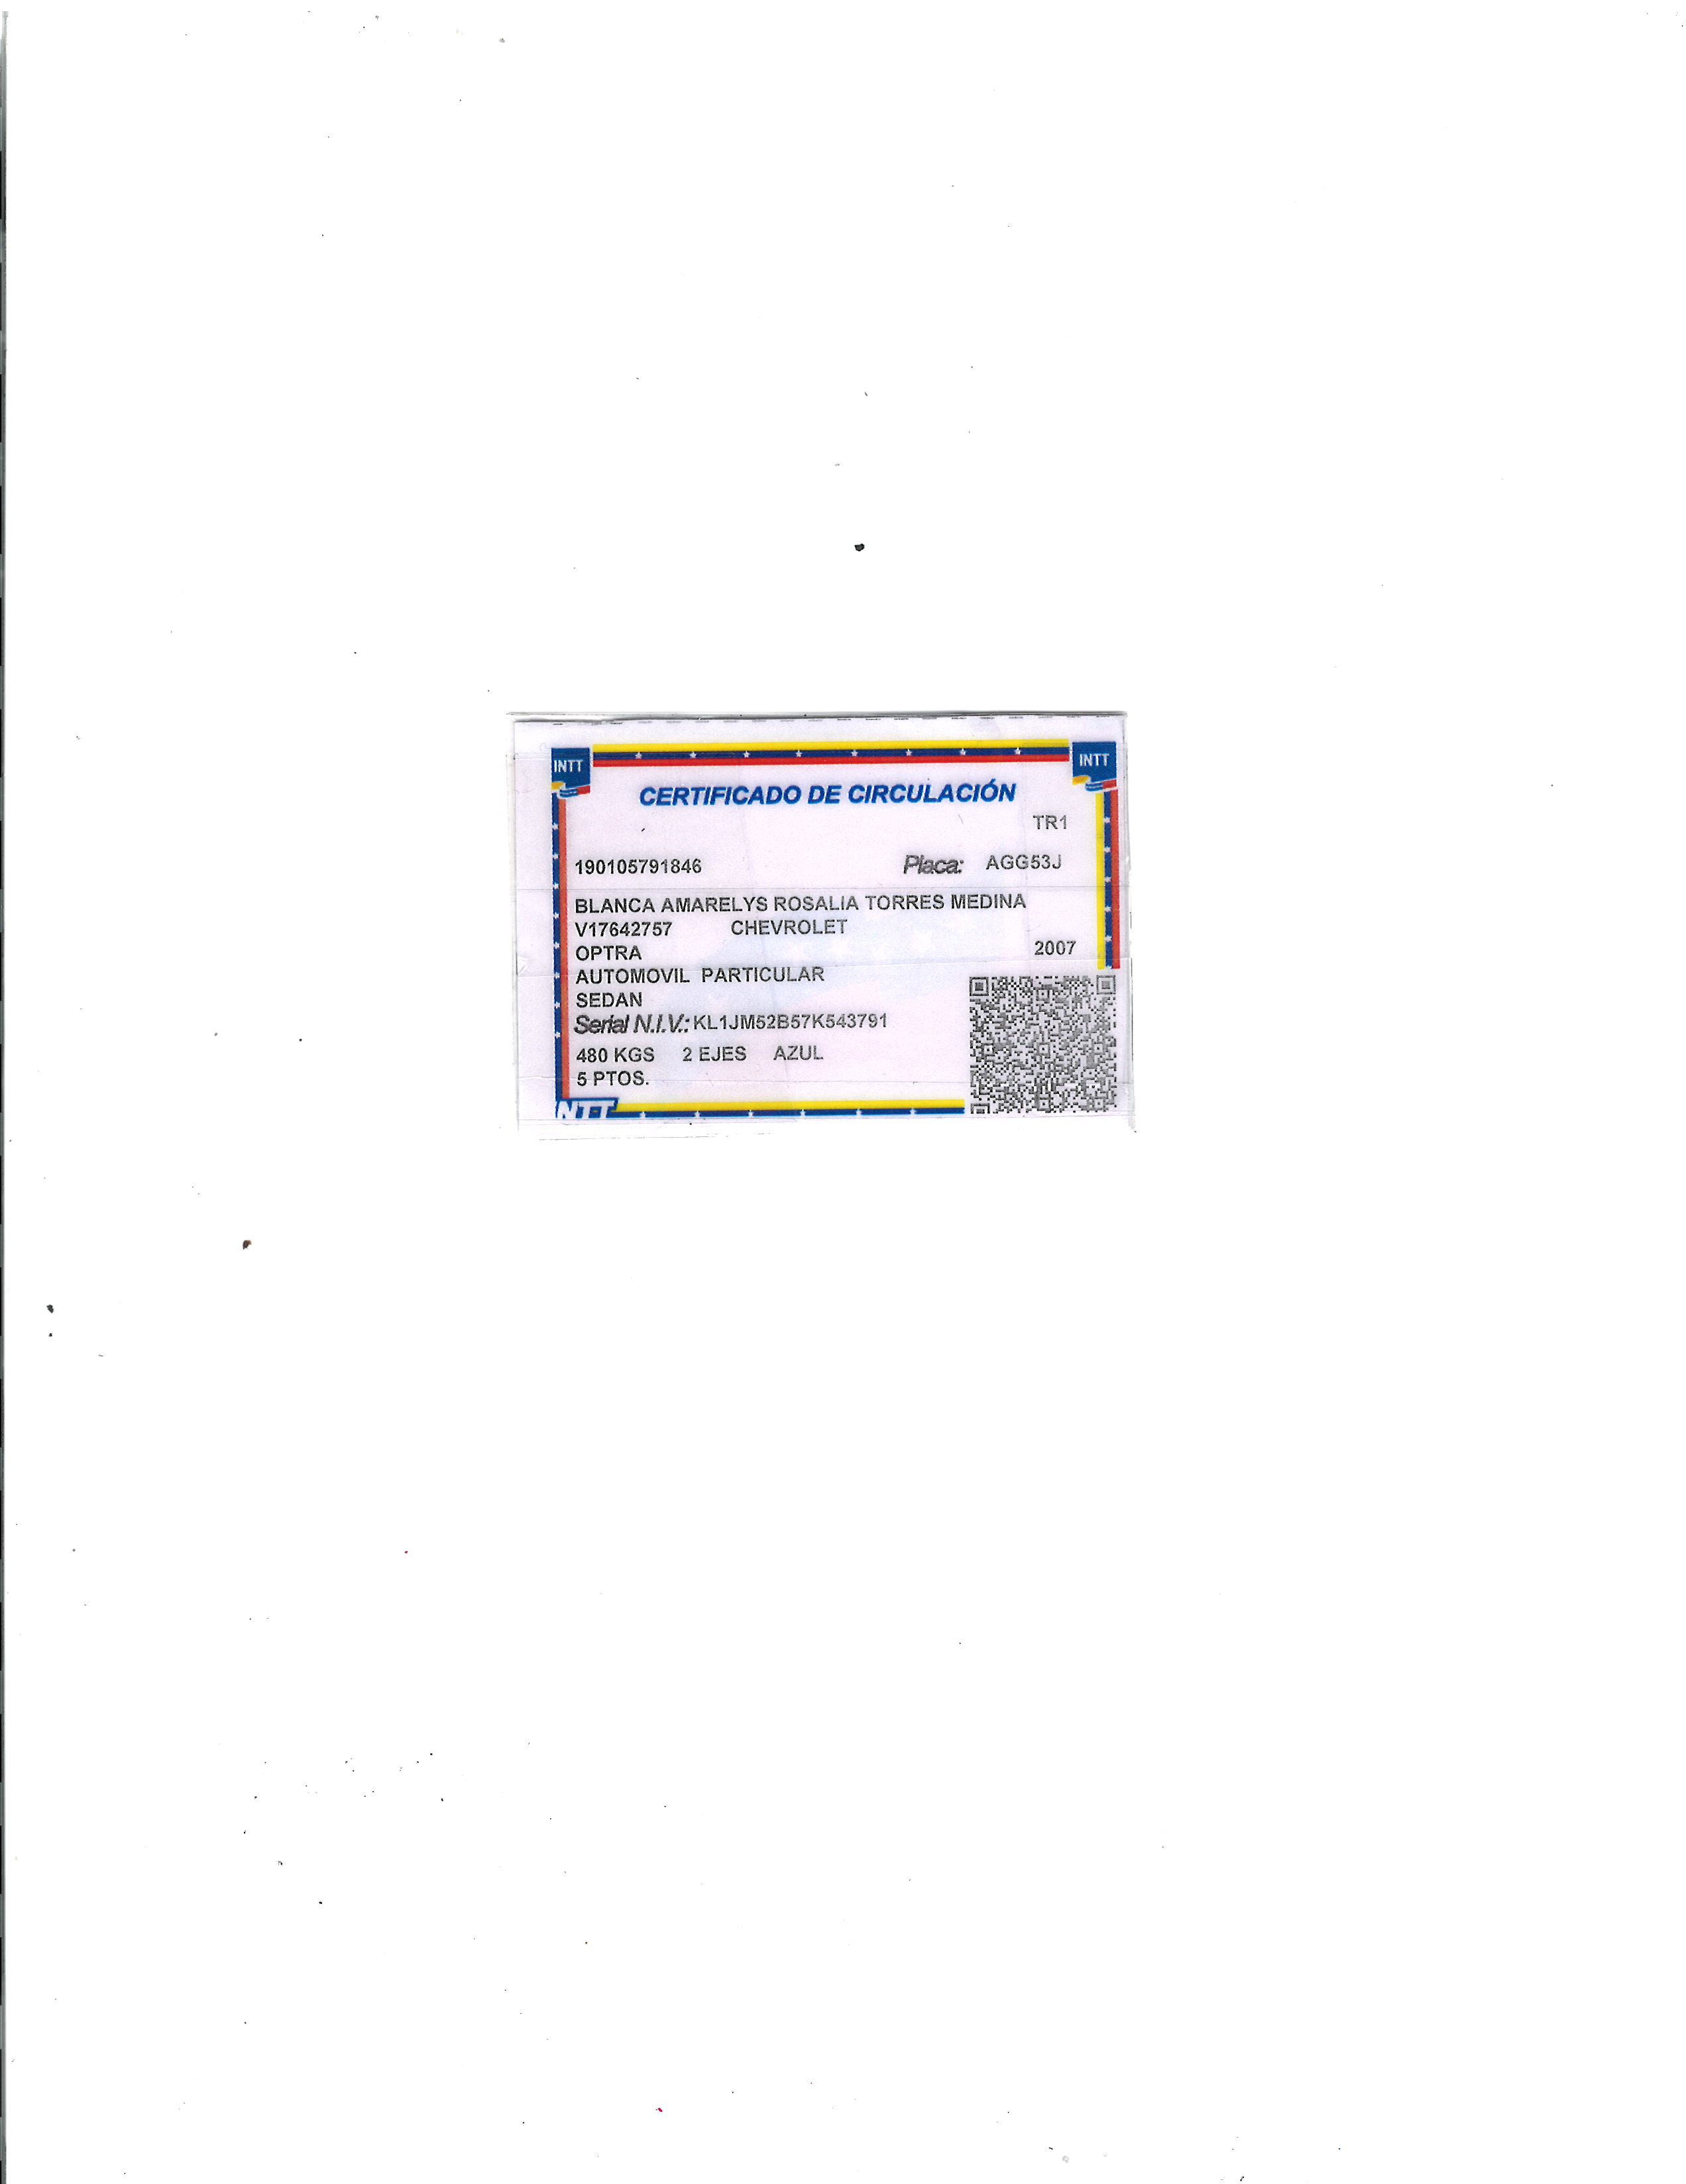 INTT INTT
CERTIFICADO DE CIRCULACIÓN
TR1
190105791846 Placa: AGG53J
BLANCA AMARELYS ROSALIA TORRES MEDINA
V17642757 CHEVROLET
OPTRA 2007
AUTOMOVIL PARTICULAR
SEDAN
Serial N.I.V.: KL1JM52B57K543791
480 KGS 2 EJES AZUL
5 PTOS.
INTT